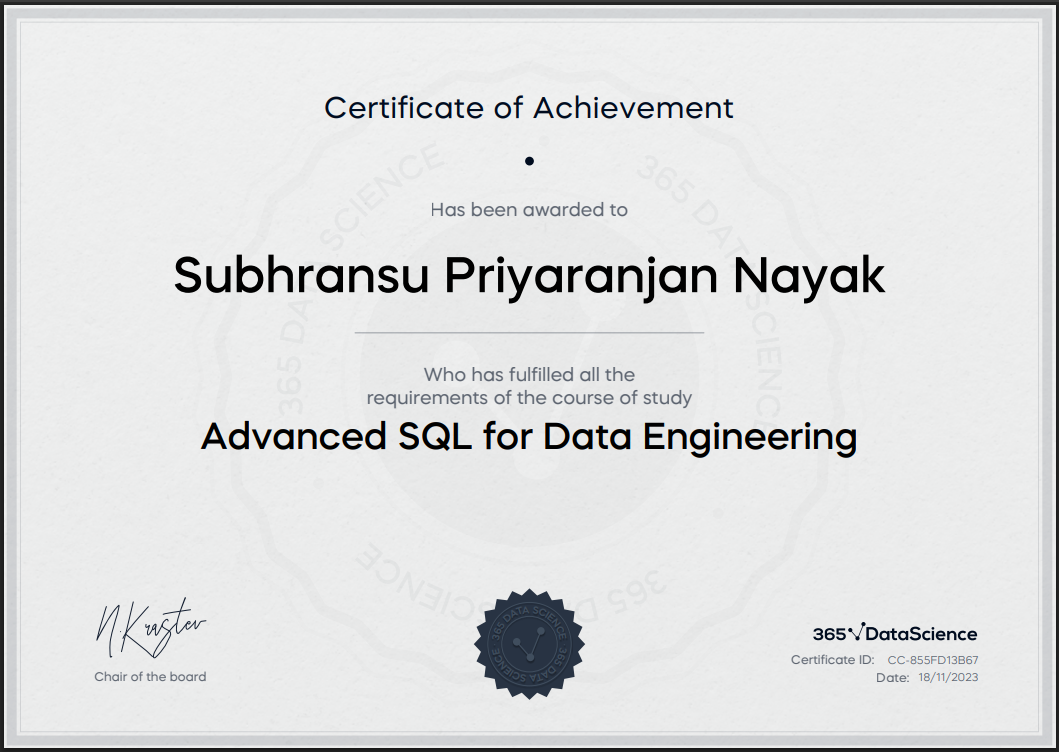 Certificate of Achievement
Has been awarded to
Subhransu Priyaranjan Nayak
Who has fulfilled all the
requirements of the course of study
Advanced SQL for Data Engineering
N.Krastev
Chair of the board
365 DATA SCIENCE 365 DATA SCIENCE 365 DATA SCIENCE
365 DataScience
Certificate ID: CC-855FD13B67
Date: 18/11/2023